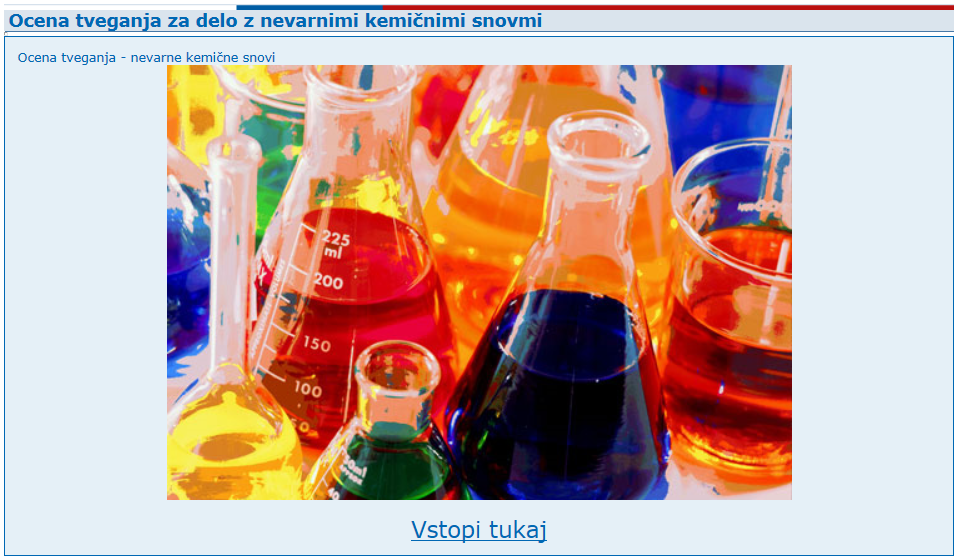 Ocena tveganja za delo z nevarnimi kemičnimi snovmi
Ocena tveganja - nevarne kemične snovi
225
ml
200
150
100
50
Vstopi tukaj